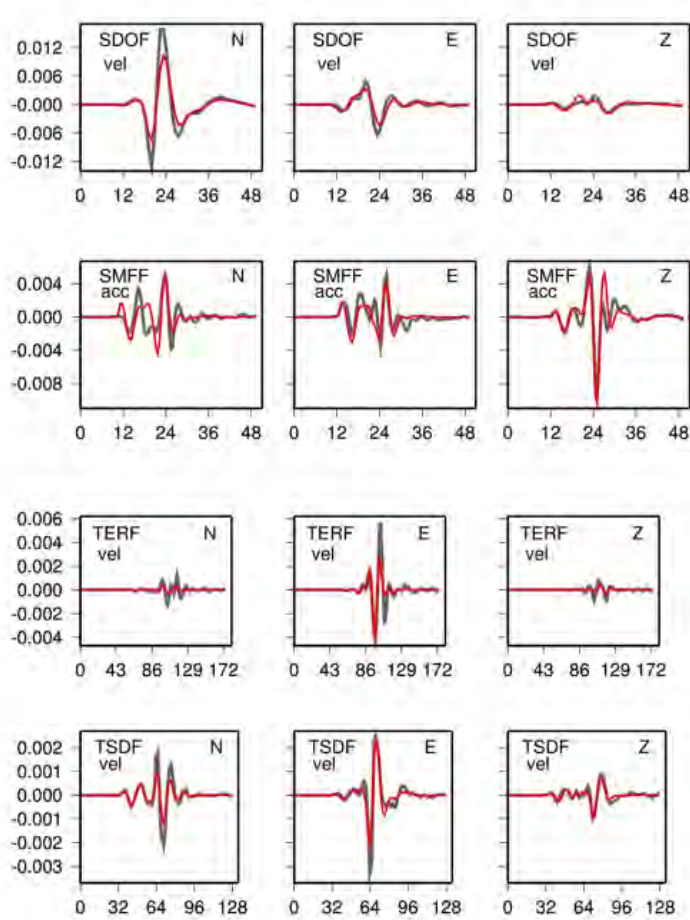 0.012 SDOF N SDOF E SDOF Z
0.006 vel vel vel
-0.000
-0.006
-0.012
0 12 24 36 48 0 12 24 36 48 0 12 24 36 48
0.004 SMFF N SMFF E SMFF Z
acc acc acc
0.000
-0.004
-0.008
0 12 24 36 48 0 12 24 36 48 0 12 24 36 48
0.006 TERF N TERF E TERF Z
0.004 vel vel vel
0.002
0.000
-0.002
-0.004
0 43 86 129 172 0 43 86 129 172 0 43 86 129 172
0.002 TSDF N TSDF E TSDF Z
vel vel vel
0.001
0.000
-0.001
-0.002
-0.003
0 32 64 96 128 0 32 64 96 128 0 32 64 96 128